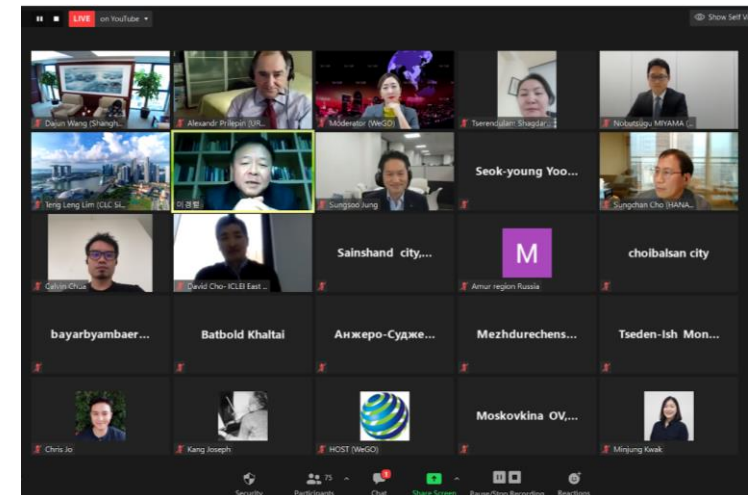 LIVE on YouTube
Show Self V
Dajun Wang (Shangh...
Alexandr Prilepin (UR...
Moderator (WeGO)
Tserendulam Shagdar...
Nobutsugu MIYAMA (...
Teng Leng Lim (CLC Si...
이경렬
Sungsoo Jung
Seok-young Yoo...
Sungchan Cho (HANA...
Calvin Chua
David Cho- ICLEI East ...
Sainshand city,...
M
Amur region Russia
choibalsan city
bayarbyambaer...
Batbold Khaltai
Анжеро-Судже...
Mezhdurechens...
Tseden-Ish Mon...
Chris Jo
Kang Joseph
HOST (WeGO)
Moskovkina OV,...
Minjung Kwak
75
Security
Participants
Chat
Share Screen
Pause/Stop Recording
Reactions